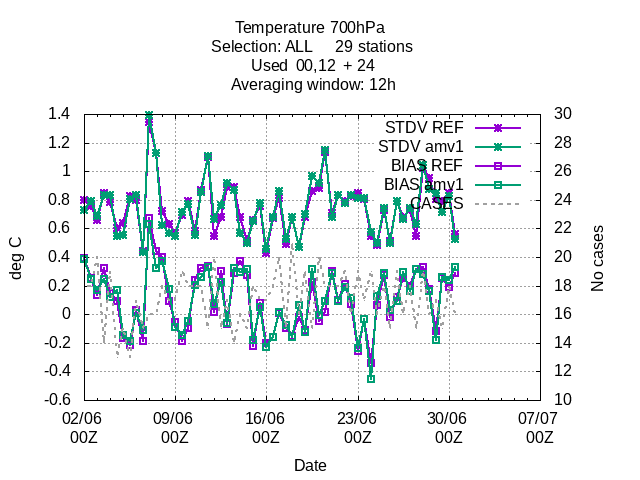 Temperature 700hPa
Selection: ALL 29 stations
Used 00,12 + 24
Averaging window: 12h
1.4
1.2
1
0.8
0.6
0.4
0.2
0
-0.2
-0.4
-0.6
deg C
STDV REF
STDV amv1
BIAS REF
BIAS amv1
CASES
30
28
26
24
22
20
18
16
14
12
10
No cases
02/06 09/06 16/06 23/06 30/06 07/07
00Z 00Z 00Z 00Z 00Z 00Z
Date